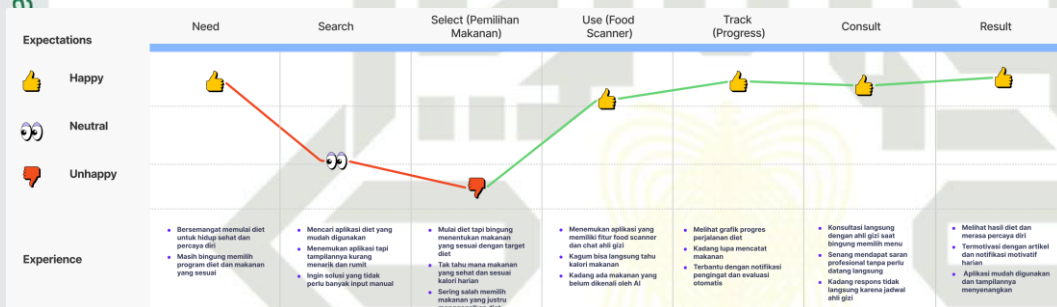 Expectations
Need
Search
Select (Pemilihan
Makanan)
Use (Food
Scanner)
Track
(Progress)
Consult
Result
Happy
Neutral
Unhappy
Experience
Bersemangat memulai diet
untuk hidup sehat dan
percaya diri
Masih bingung memilih
program diet dan makanan
yang sesuai
Mencari aplikasi diet yang
mudah digunakan
Menemukan aplikasi tapi
tampilannya kurang
menarik dan rumit
Ingin solusi yang tidak
perlu banyak input manual
Mulai diet tapi bingung
menentukan makanan
yang sesuai dengan target
diet
Tak tahu mana makanan
yang sehat dan sesuai
kalori harian
Sering salah memilih
makanan yang justru
Menemukan aplikasi yang
memiliki fitur food scanner
dan chat ahli gizi
Kagum bisa langsung tahu
kalori makanan
Kadang ada makanan yang
belum dikenali oleh AI
Melihat grafik progres
perjalanan diet
Kadang lupa mencatat
makanan
Terbantu dengan notifikasi
pengingat dan evaluasi
otomatis
Konsultasi langsung
dengan ahli gizi saat
bingung memilih menu
Senang mendapat saran
profesional tanpa perlu
datang langsung
Kadang respons tidak
langsung karena jadwal
ahli gizi
Melihat hasil diet dan
merasa percaya diri
Termotivasi dengan artikel
dan notifikasi motivatif
harian
Aplikasi mudah digunakan
dan tampilannya
menyenangkan